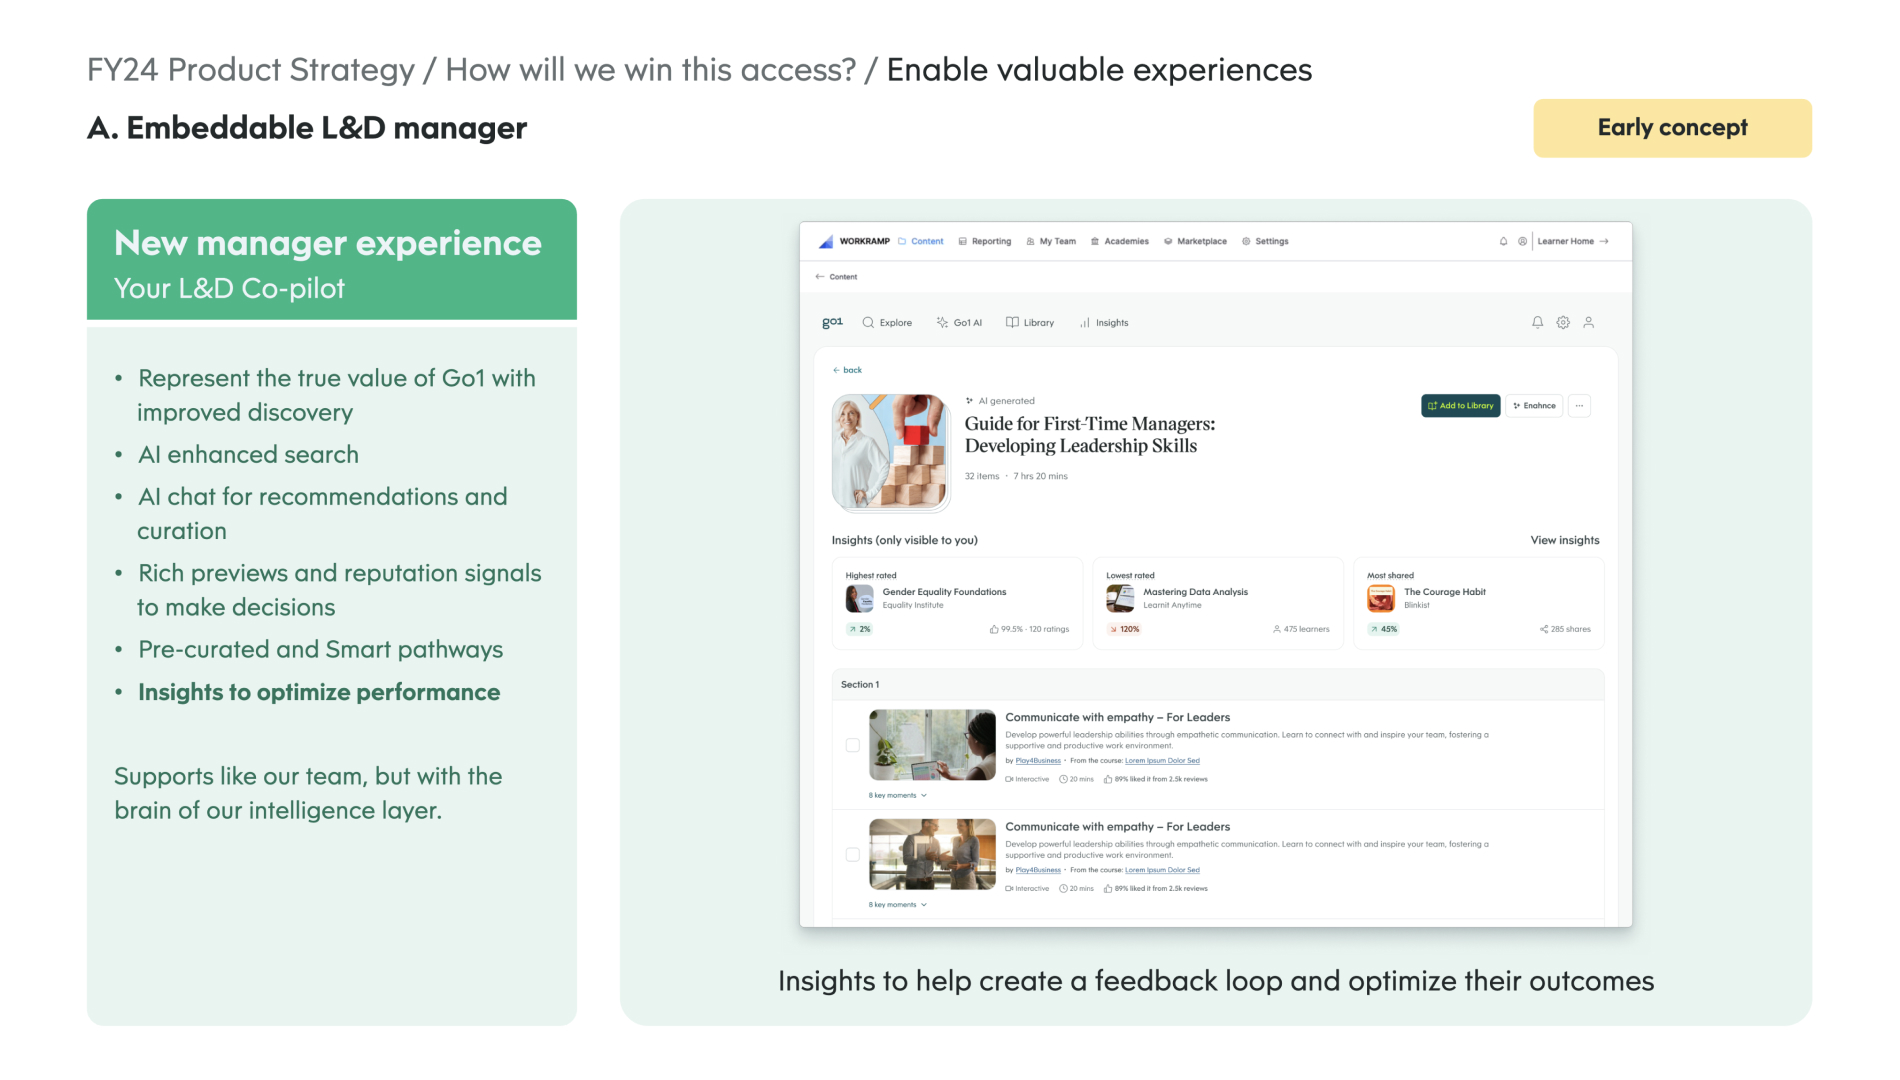 FY24 Product Strategy / How will we win this access? / Enable valuable experiences
A. Embeddable L&D manager
Early concept
New manager experience
Your L&D Co-pilot
• Represent the true value of Go1 with
improved discovery
• AI enhanced search
• AI chat for recommendations and
curation
• Rich previews and reputation signals
to make decisions
• Pre-curated and Smart pathways
• Insights to optimize performance
Supports like our team, but with the
brain of our intelligence layer.
WORKRAMP Content Reporting My Team Academies Marketplace Settings Learner Home →
← Content
go1 Explore Go1 AI Library Insights
← back
AI generated
Guide for First-Time Managers:
Developing Leadership Skills
32 items · 7 hrs 20 mins
Add to Library Enahnce ...
Insights (only visible to you) View insights
Highest rated
Gender Equality Foundations
Equality Institute
↗ 2% 99.5% · 120 ratings
Lowest rated
Mastering Data Analysis
Learnit Anytime
↘ 120% 475 learners
Most shared
The Courage Habit
Blinkist
↗ 45% 285 shares
Section 1
Communicate with empathy – For Leaders
Develop powerful leadership abilities through empathetic communication. Learn to connect with and inspire your team, fostering a
supportive and productive work environment.
by Play4Business · From the course: Lorem Ipsum Dolor Sed
Interactive 20 mins 89% liked it from 2.5k reviews
8 key moments
Communicate with empathy – For Leaders
Develop powerful leadership abilities through empathetic communication. Learn to connect with and inspire your team, fostering a
supportive and productive work environment.
by Play4Business · From the course: Lorem Ipsum Dolor Sed
Interactive 20 mins 89% liked it from 2.5k reviews
8 key moments
Insights to help create a feedback loop and optimize their outcomes